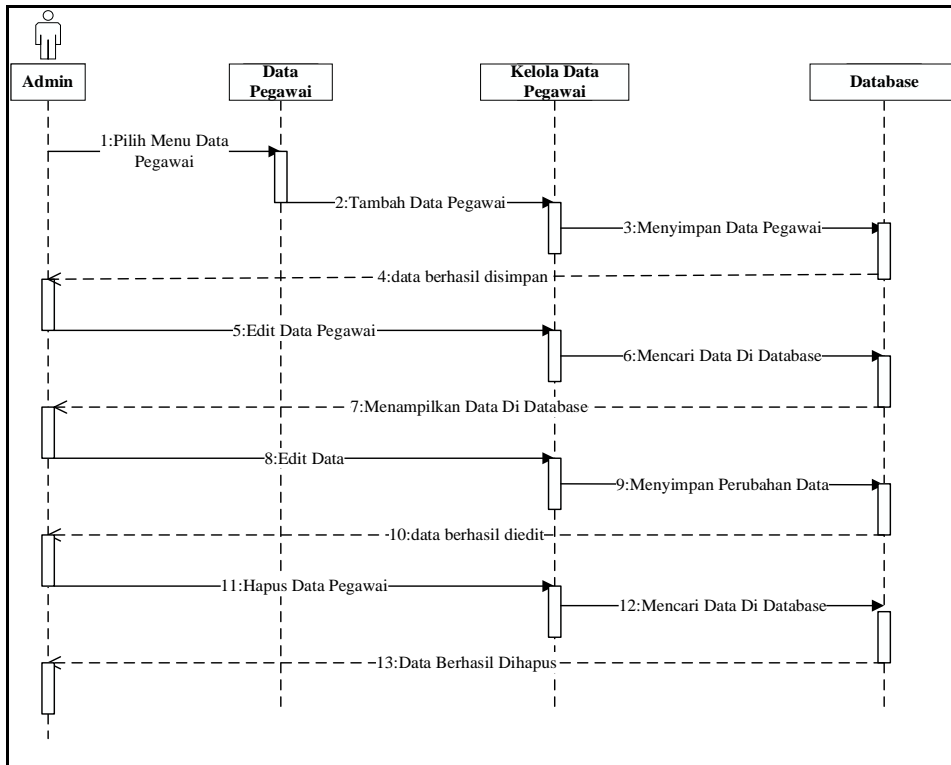 Admin
Data
Pegawai
Kelola Data
Pegawai
Database
1:Pilih Menu Data
Pegawai
2:Tambah Data Pegawai
3:Menyimpan Data Pegawai
4:data berhasil disimpan
5:Edit Data Pegawai
6:Mencari Data Di Database
7:Menampilkan Data Di Database
8:Edit Data
9:Menyimpan Perubahan Data
10:data berhasil diedit
11:Hapus Data Pegawai
12:Mencari Data Di Database
13:Data Berhasil Dihapus